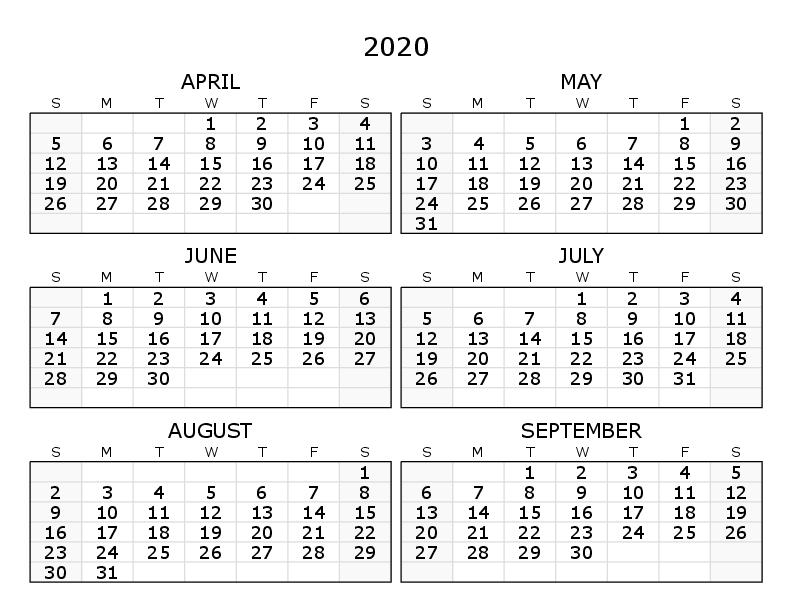 2020
APRIL
S M T W T F S
1 2 3 4
5 6 7 8 9 10 11
12 13 14 15 16 17 18
19 20 21 22 23 24 25
26 27 28 29 30
MAY
S M T W T F S
1 2
3 4 5 6 7 8 9
10 11 12 13 14 15 16
17 18 19 20 21 22 23
24 25 26 27 28 29 30
31
JUNE
S M T W T F S
1 2 3 4 5 6
7 8 9 10 11 12 13
14 15 16 17 18 19 20
21 22 23 24 25 26 27
28 29 30
JULY
S M T W T F S
1 2 3 4
5 6 7 8 9 10 11
12 13 14 15 16 17 18
19 20 21 22 23 24 25
26 27 28 29 30 31
AUGUST
S M T W T F S
1
2 3 4 5 6 7 8
9 10 11 12 13 14 15
16 17 18 19 20 21 22
23 24 25 26 27 28 29
30 31
SEPTEMBER
S M T W T F S
1 2 3 4 5
6 7 8 9 10 11 12
13 14 15 16 17 18 19
20 21 22 23 24 25 26
27 28 29 30